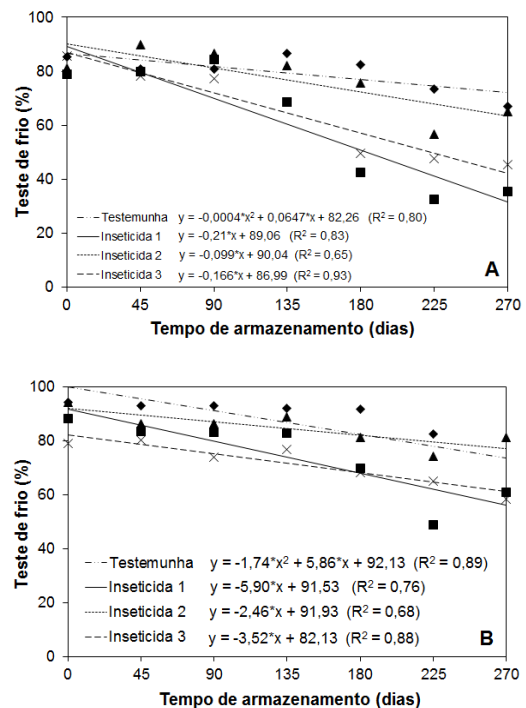 Teste de frio (%)
100
80
60
40
20
0
Testemunha y = -0,0004*x² + 0,0647*x + 82,26 (R² = 0,80)
Inseticida 1 y = -0,21*x + 89,06 (R² = 0,83)
Inseticida 2 y = -0,099*x + 90,04 (R² = 0,65)
Inseticida 3 y = -0,166*x + 86,99 (R² = 0,93)
A
0 45 90 135 180 225 270
Tempo de armazenamento (dias)
Teste de frio (%)
100
80
60
40
20
0
Testemunha y = -1,74*x² + 5,86*x + 92,13 (R² = 0,89)
Inseticida 1 y = -5,90*x + 91,53 (R² = 0,76)
Inseticida 2 y = -2,46*x + 91,93 (R² = 0,68)
Inseticida 3 y = -3,52*x + 82,13 (R² = 0,88)
B
0 45 90 135 180 225 270
Tempo de armazenamento (dias)